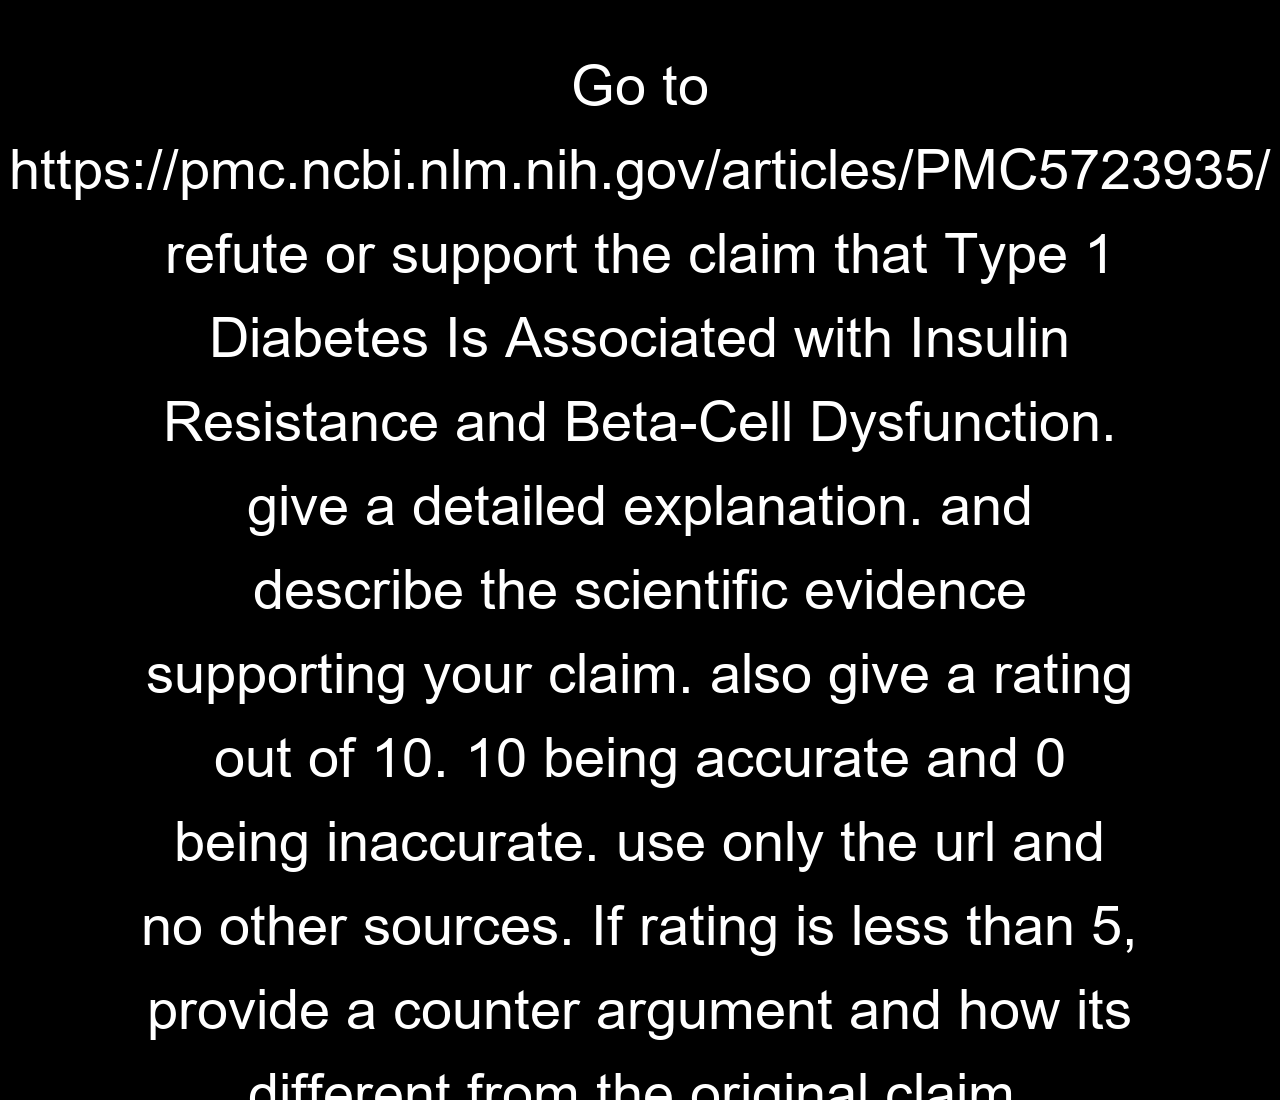 Go to
https://pmc.ncbi.nlm.nih.gov/articles/PMC5723935/
refute or support the claim that Type 1
Diabetes Is Associated with Insulin
Resistance and Beta-Cell Dysfunction.
give a detailed explanation. and
describe the scientific evidence
supporting your claim. also give a rating
out of 10. 10 being accurate and 0
being inaccurate. use only the url and
no other sources. If rating is less than 5,
provide a counter argument and how its
different from the original claim